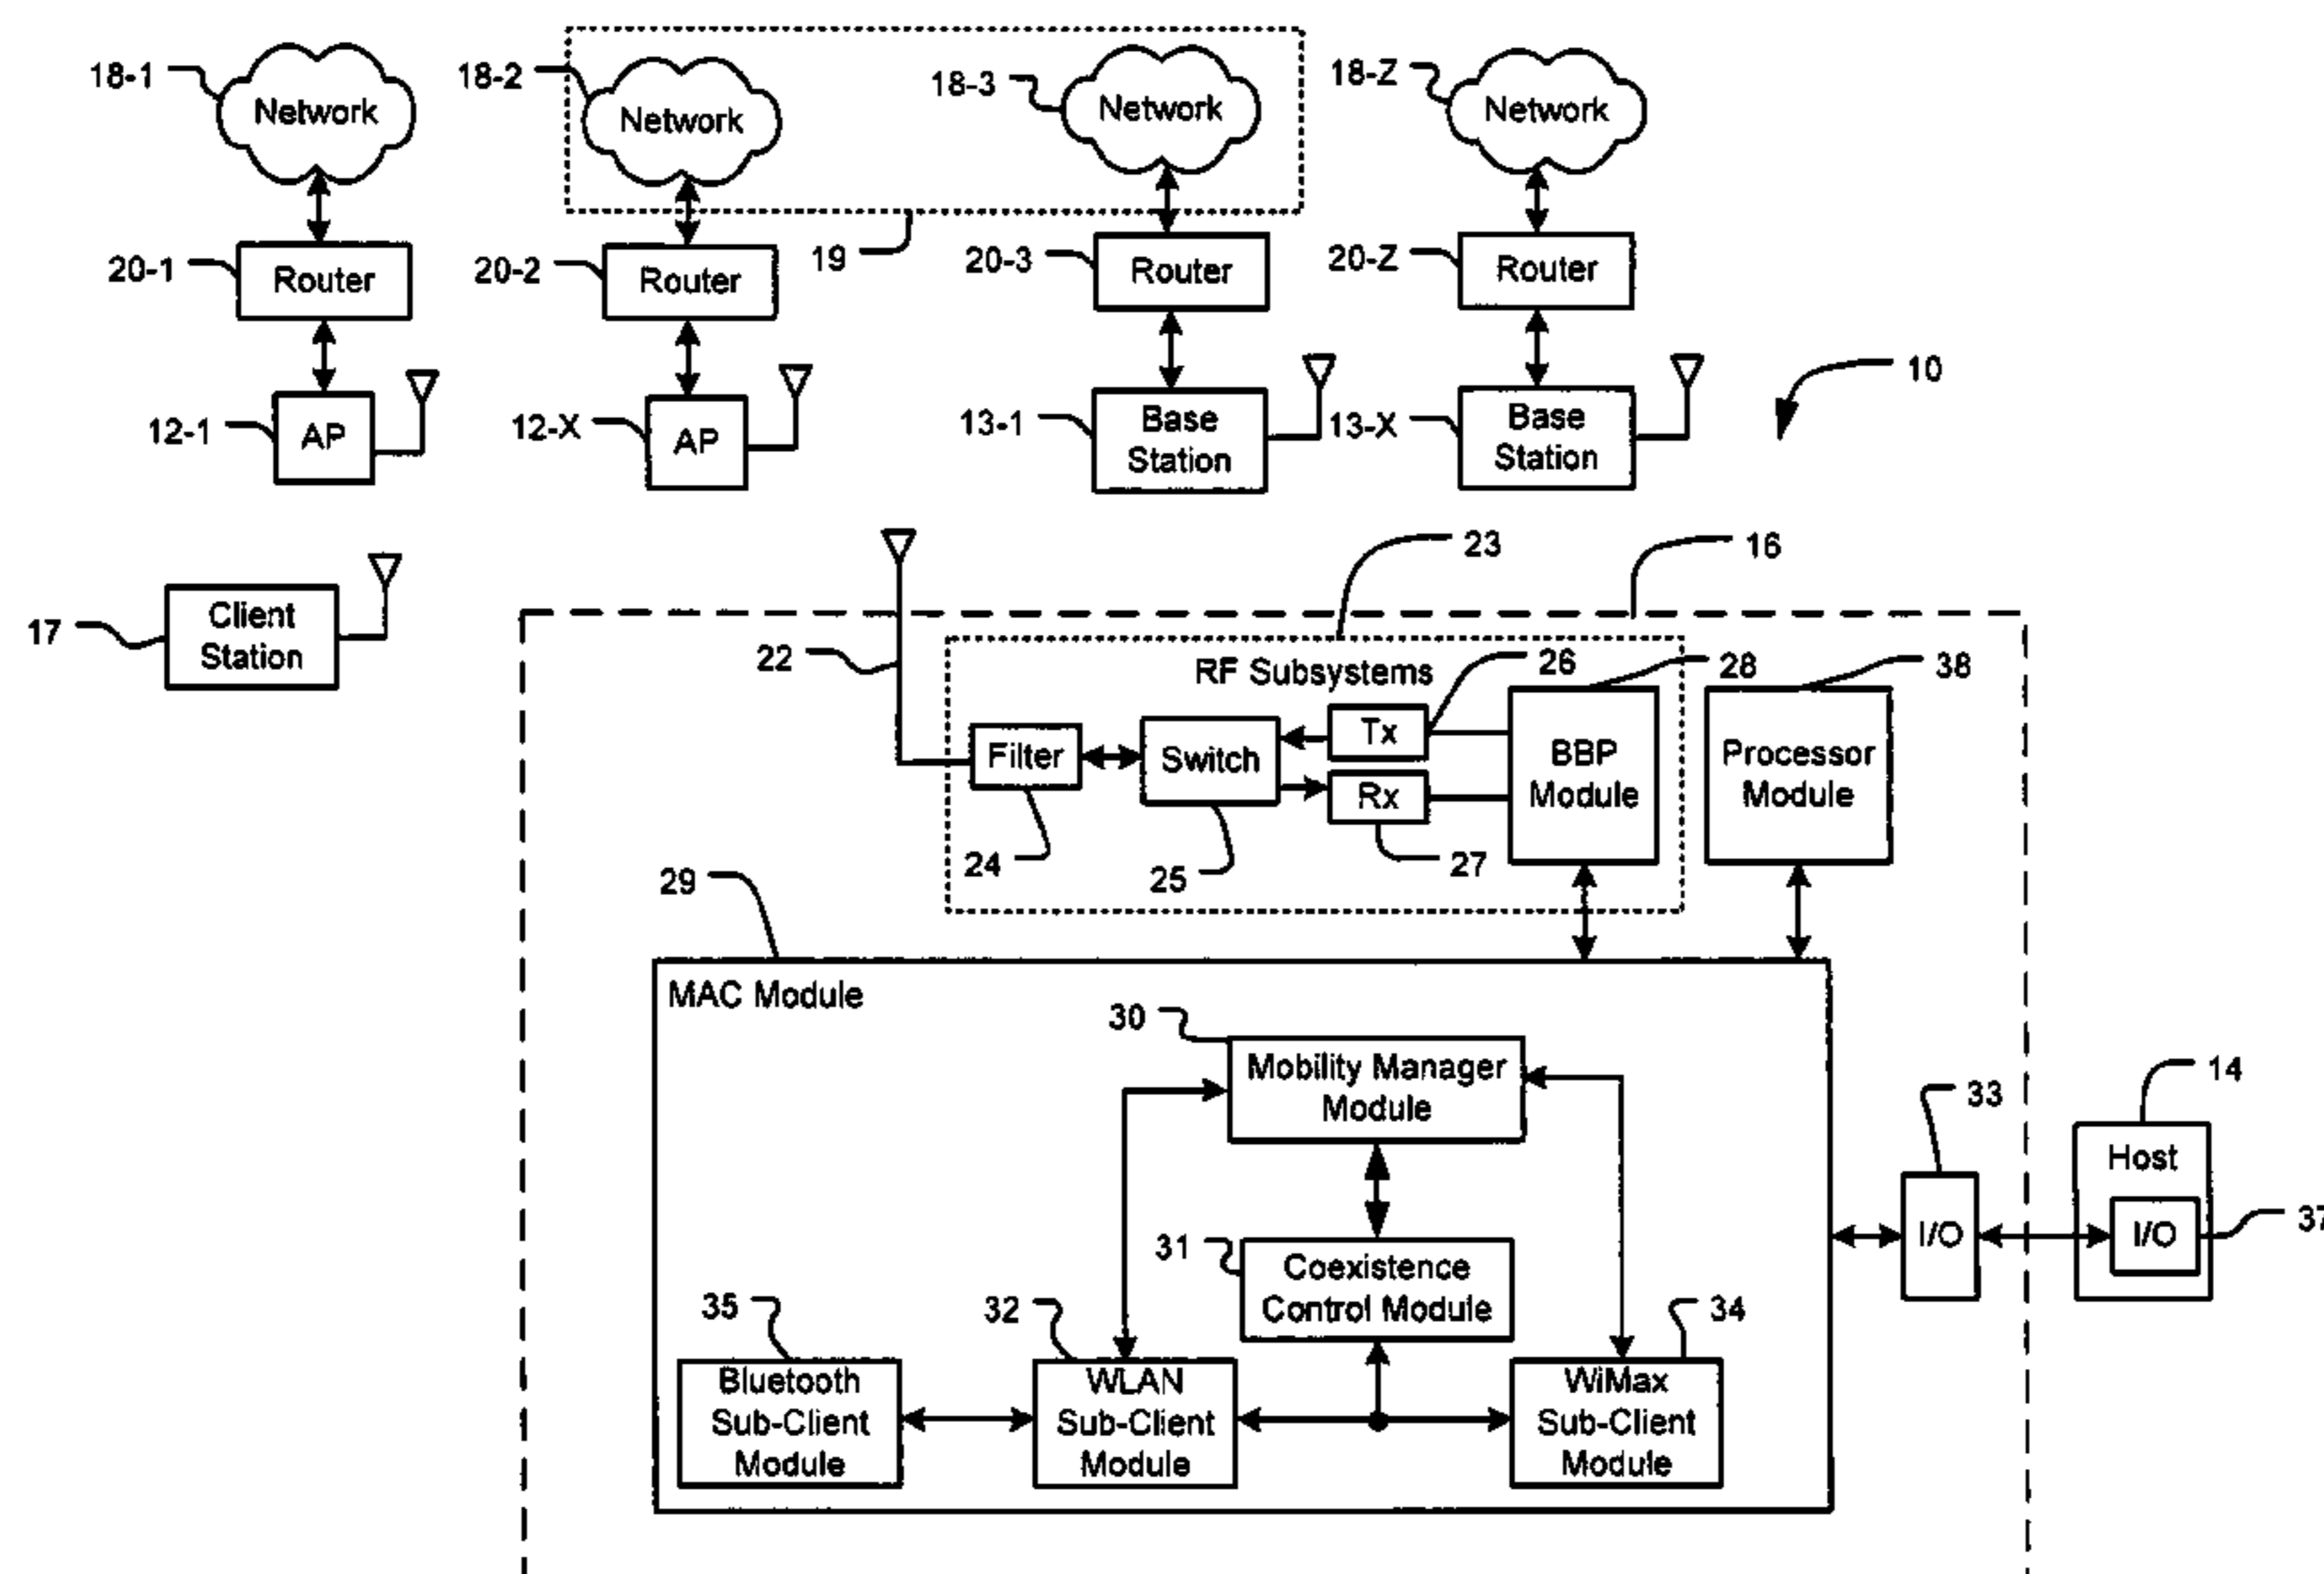 18-1
Network
18-2
Network
18-3
Network
18-Z
Network
20-1
Router
20-2
Router
19
20-3
Router
20-Z
Router
10
12-1
AP
12-X
AP
13-1
Base
Station
13-X
Base
Station
17
Client
Station
22
23
16
RF Subsystems
26
28
38
Filter
Switch
Tx
Rx
BBP
Module
Processor
Module
24
25
27
29
MAC Module
30
Mobility Manager
Module
31
Coexistence
Control Module
33
I/O
14
Host
I/O
37
35
Bluetooth
Sub-Client
Module
32
WLAN
Sub-Client
Module
34
WiMax
Sub-Client
Module